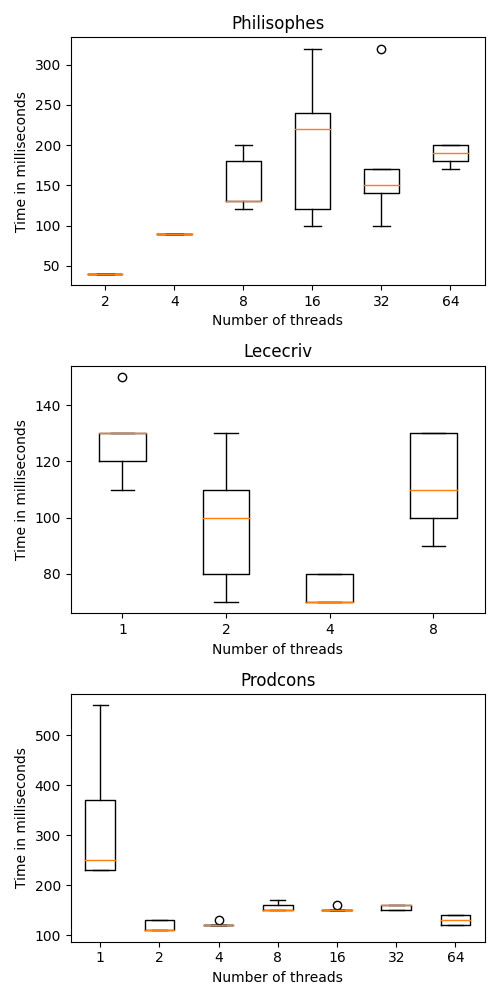 Philisophes
Time in milliseconds
300
250
200
150
100
50
2 4 8 16 32 64
Number of threads
Lececriv
Time in milliseconds
140
120
100
80
1 2 4 8
Number of threads
Prodcons
Time in milliseconds
500
400
300
200
100
1 2 4 8 16 32 64
Number of threads